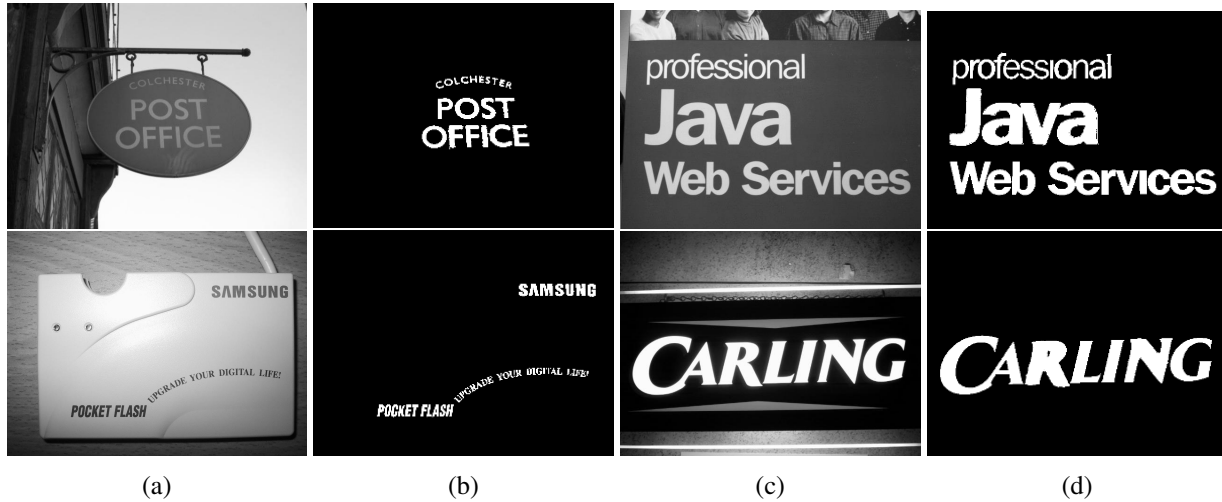 COLCHESTER
POST
OFFICE
COLCHESTER
POST
OFFICE
professional
Java
Web Services
professional
Java
Web Services
SAMSUNG
UPGRADE YOUR DIGITAL LIFE!
POCKET FLASH
SAMSUNG
UPGRADE YOUR DIGITAL LIFE!
POCKET FLASH
CARLING
CARLING
(a)
(b)
(c)
(d)